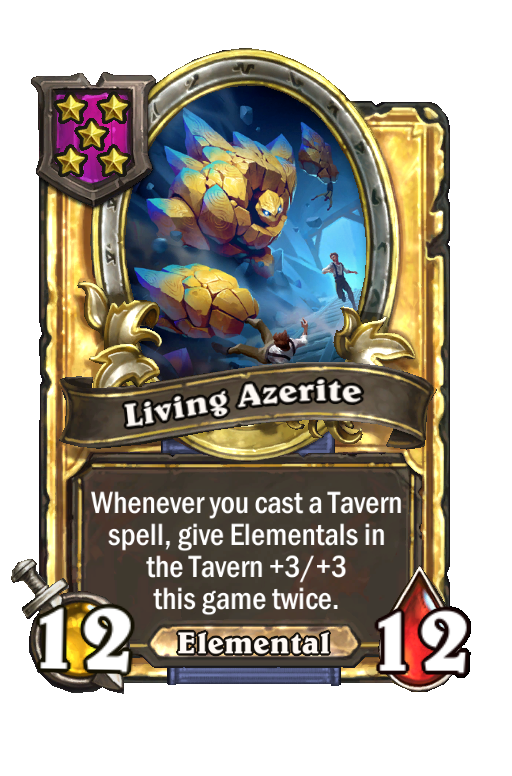 Living Azerite
Whenever you cast a Tavern
spell, give Elementals in
the Tavern +3/+3
this game twice.
12
Elemental
12